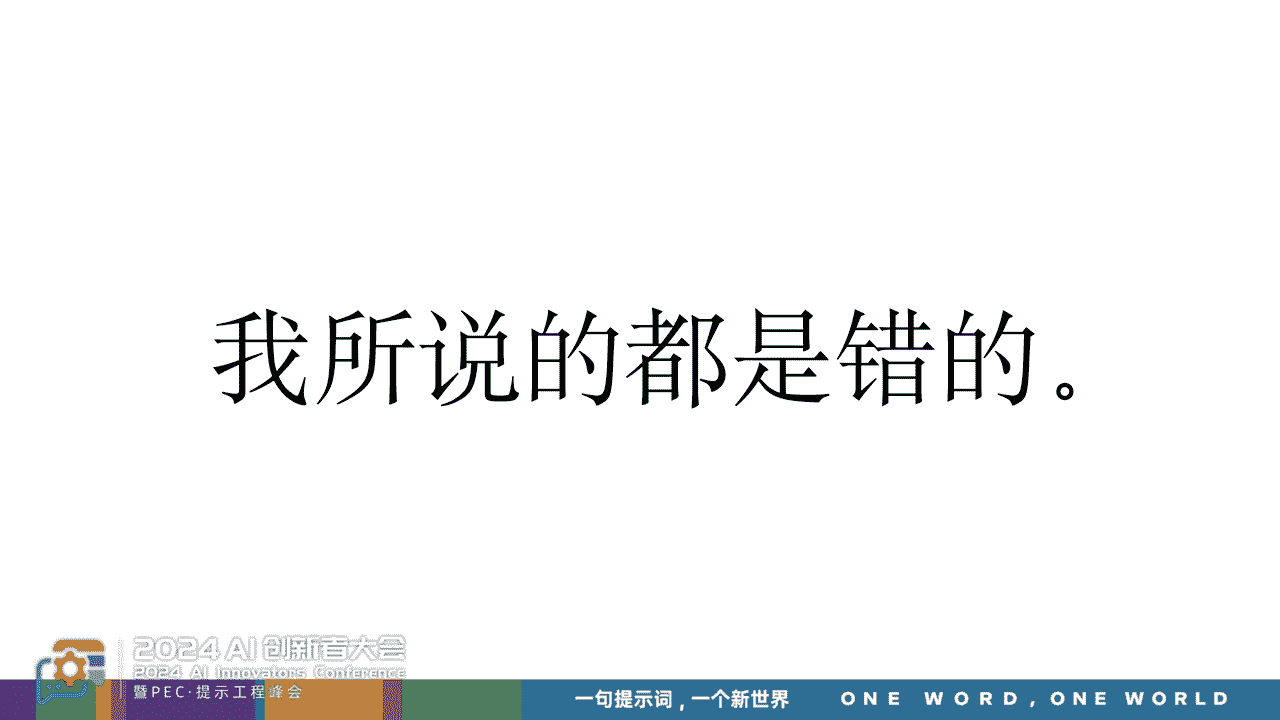 我所说的都是错的。
2024 AI 创新者大会
2024 AI Innovators Conference
暨PEC·提示工程峰会
一句提示词，一个新世界
ONE WORD, ONE WORLD